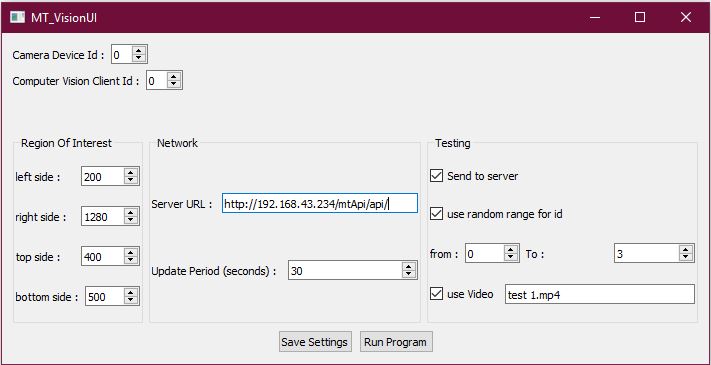 MT_VisionUI
Camera Device Id : 0
Computer Vision Client Id : 0
Region Of Interest
left side : 200
right side : 1280
top side : 400
bottom side : 500
Network
Server URL : http://192.168.43.234/mtApi/api/
Update Period (seconds) : 30
Testing
Send to server
use random range for id
from : 0 To : 3
use Video test 1.mp4
Save Settings Run Program